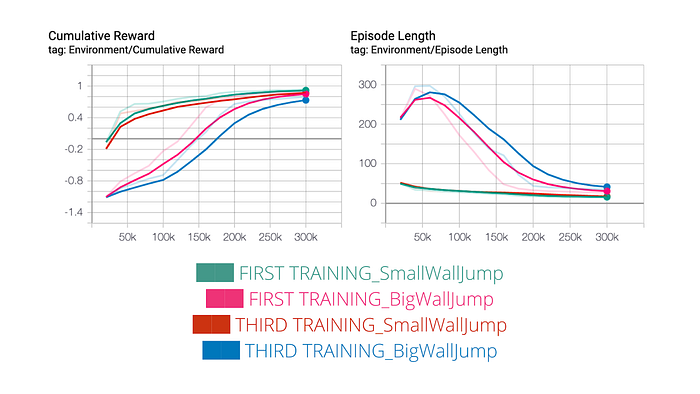 Cumulative Reward
tag: Environment/Cumulative Reward
1
0.4
-0.2
-0.8
-1.4
50k 100k 150k 200k 250k 300k
Episode Length
tag: Environment/Episode Length
300
200
100
0
50k 100k 150k 200k 250k 300k
FIRST TRAINING_SmallWallJump
FIRST TRAINING_BigWallJump
THIRD TRAINING_SmallWallJump
THIRD TRAINING_BigWallJump